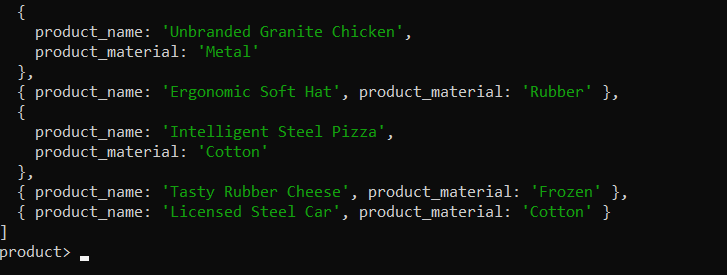 {
product_name: 'Unbranded Granite Chicken',
product_material: 'Metal'
},
{ product_name: 'Ergonomic Soft Hat', product_material: 'Rubber' },
{
product_name: 'Intelligent Steel Pizza',
product_material: 'Cotton'
},
{ product_name: 'Tasty Rubber Cheese', product_material: 'Frozen' },
{ product_name: 'Licensed Steel Car', product_material: 'Cotton' }
]
product>